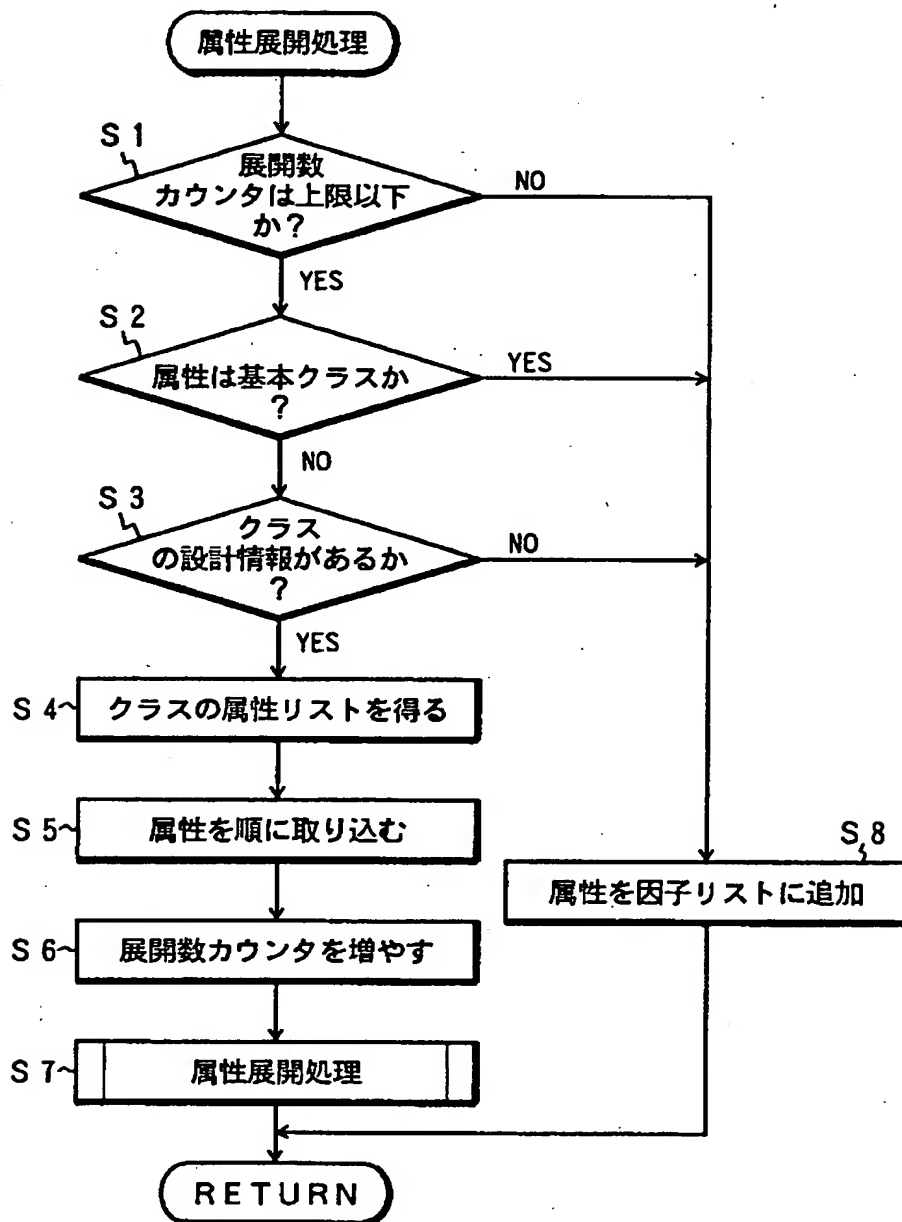 属性展開処理
S1
展開数
カウンタは上限以下
か?
NO
YES
S2
属性は基本クラスか
?
YES
NO
S3
クラス
の設計情報があるか
?
NO
YES
S4
クラスの属性リストを得る
S5
属性を順に取り込む
S8
属性を因子リストに追加
S6
展開数カウンタを増やす
S7
属性展開処理
RETURN